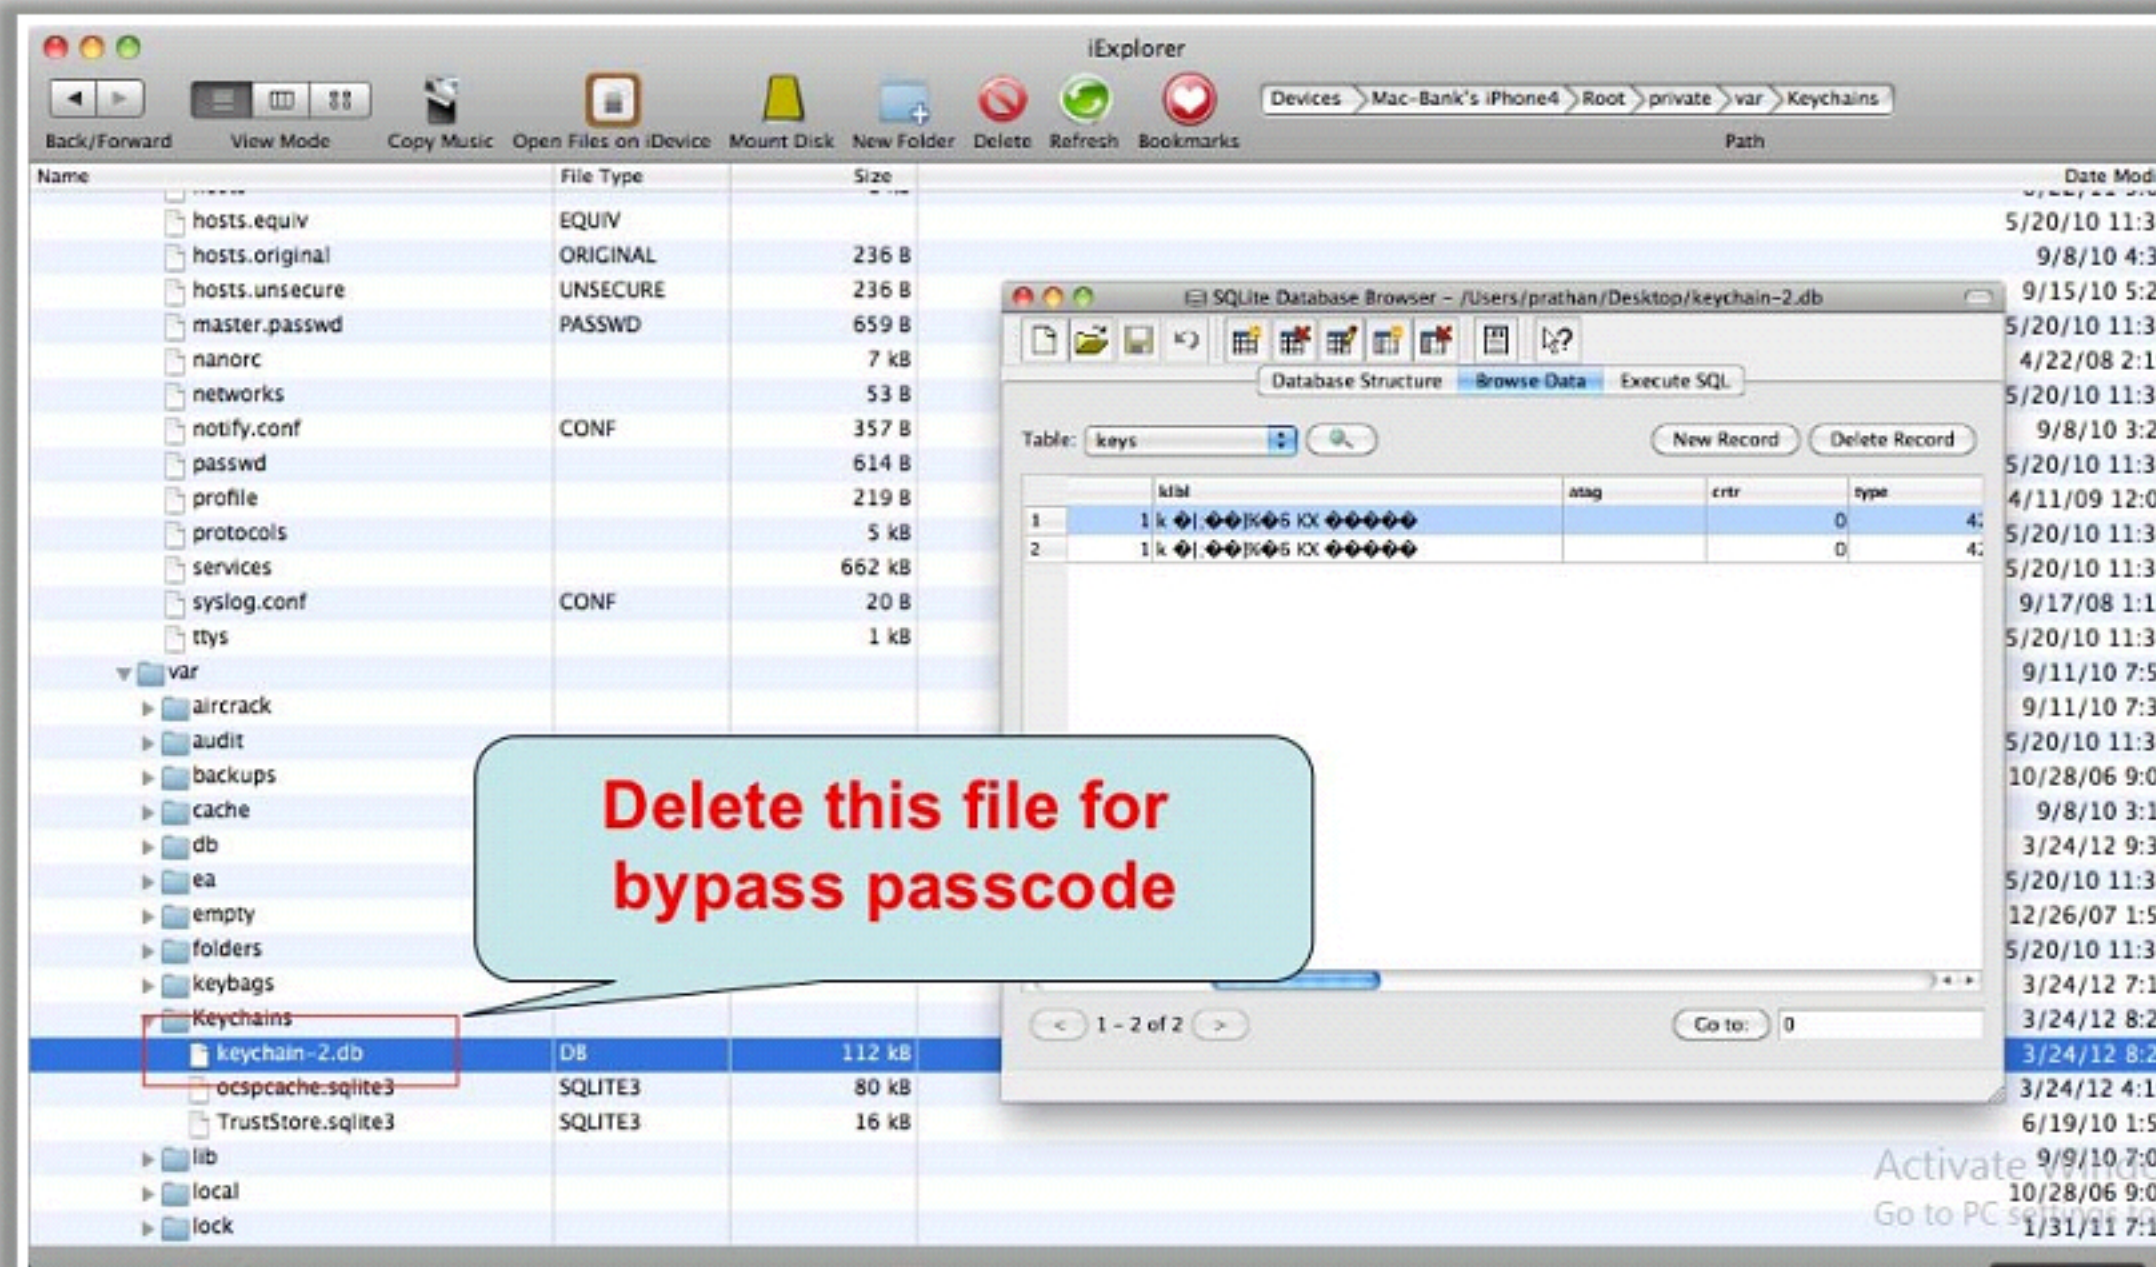 iExplorer
Devices Mac-Bank's iPhone4 Root private var Keychains
Back/Forward View Mode Copy Music Open Files on iDevice Mount Disk New Folder Delete Refresh Bookmarks Path
Name File Type Size Date Modi
hosts.equiv EQUIV 5/20/10 11:3
hosts.original ORIGINAL 236 B 9/8/10 4:3
hosts.unsecure UNSECURE 236 B 9/15/10 5:2
master.passwd PASSWD 659 B 5/20/10 11:3
nanorc 7 kB 4/22/08 2:1
networks 53 B 5/20/10 11:3
notify.conf CONF 357 B 9/8/10 3:2
passwd 614 B 5/20/10 11:3
profile 219 B 4/11/09 12:0
protocols 5 kB 5/20/10 11:3
services 662 kB 5/20/10 11:3
syslog.conf CONF 20 B 9/17/08 1:1
ttys 1 kB 5/20/10 11:3
var 9/11/10 7:5
aircrack 9/11/10 7:3
audit 5/20/10 11:3
backups 10/28/06 9:0
cache 9/8/10 3:1
db 3/24/12 9:3
ea 5/20/10 11:3
empty 12/26/07 1:5
folders 5/20/10 11:3
keybags 3/24/12 7:1
Keychains 3/24/12 8:2
keychain-2.db DB 112 kB 3/24/12 8:2
ocspcache.sqlite3 SQLITE3 80 kB 3/24/12 4:1
TrustStore.sqlite3 SQLITE3 16 kB 6/19/10 1:5
lib 9/9/10 7:0
local 10/28/06 9:0
lock 1/31/11 7:1
SQLite Database Browser - /Users/prathan/Desktop/keychain-2.db
Database Structure Browse Data Execute SQL
Table: keys New Record Delete Record
klbl atag crtr type
1 1 k �|;��]%�6 KX ����� 0 42
2 1 k �|;��]%�6 KX ����� 0 42
< 1 - 2 of 2 > Go to: 0
Delete this file for
bypass passcode
Activate
Go to PC settings to